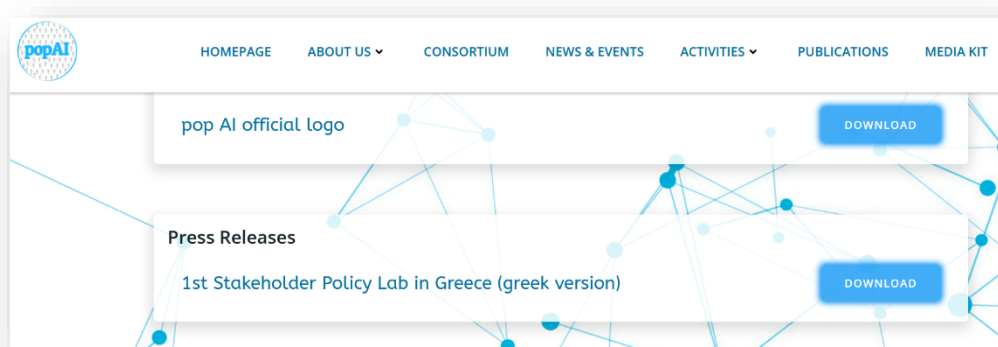 popAI
HOMEPAGE ABOUT US CONSORTIUM NEWS & EVENTS ACTIVITIES PUBLICATIONS MEDIA KIT
pop AI official logo DOWNLOAD
Press Releases
1st Stakeholder Policy Lab in Greece (greek version) DOWNLOAD